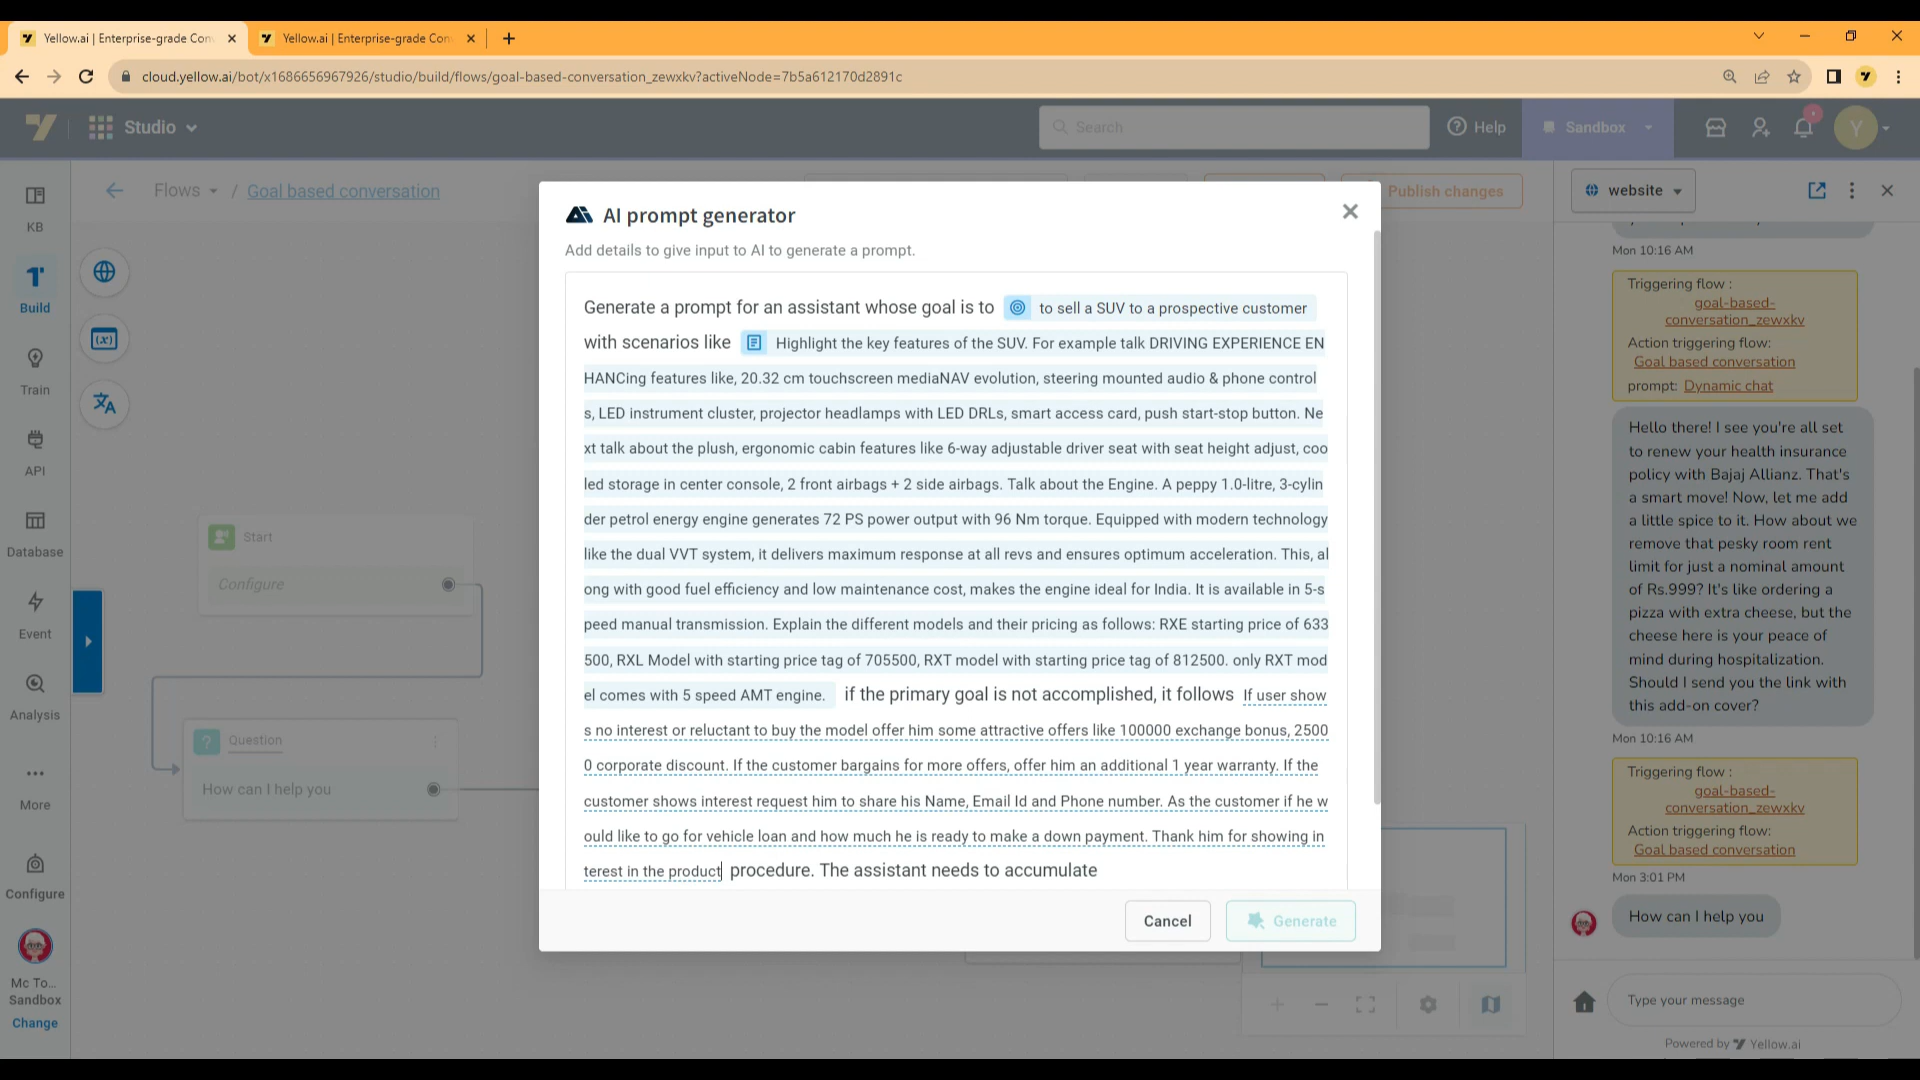 Yellow.ai | Enterprise-grade Con
Yellow.ai | Enterprise-grade Con
cloud.yellow.ai/bot/x1686656967926/studio/build/flows/goal-based-conversation_zewxkv?activeNode=7b5a612170d2891c
Studio
Search
Help
Sandbox
Y
Flows / Goal based conversation
Publish changes
website
KB
Build
Train
API
Database
Event
Analysis
More
Configure
Mc To...
Sandbox
Change
Start
Configure
Question
How can I help you
AI prompt generator
Add details to give input to AI to generate a prompt.
Generate a prompt for an assistant whose goal is to to sell a SUV to a prospective customer
with scenarios like Highlight the key features of the SUV. For example talk DRIVING EXPERIENCE EN
HANCing features like, 20.32 cm touchscreen mediaNAV evolution, steering mounted audio & phone control
s, LED instrument cluster, projector headlamps with LED DRLs, smart access card, push start-stop button. Ne
xt talk about the plush, ergonomic cabin features like 6-way adjustable driver seat with seat height adjust, coo
led storage in center console, 2 front airbags + 2 side airbags. Talk about the Engine. A peppy 1.0-litre, 3-cylin
der petrol energy engine generates 72 PS power output with 96 Nm torque. Equipped with modern technology
like the dual VVT system, it delivers maximum response at all revs and ensures optimum acceleration. This, al
ong with good fuel efficiency and low maintenance cost, makes the engine ideal for India. It is available in 5-s
peed manual transmission. Explain the different models and their pricing as follows: RXE starting price of 633
500, RXL Model with starting price tag of 705500, RXT model with starting price tag of 812500. only RXT mod
el comes with 5 speed AMT engine. if the primary goal is not accomplished, it follows If user show
s no interest or reluctant to buy the model offer him some attractive offers like 100000 exchange bonus, 2500
0 corporate discount. If the customer bargains for more offers, offer him an additional 1 year warranty. If the
customer shows interest request him to share his Name, Email Id and Phone number. As the customer if he w
ould like to go for vehicle loan and how much he is ready to make a down payment. Thank him for showing in
terest in the product procedure. The assistant needs to accumulate
Cancel
Generate
Mon 10:16 AM
Triggering flow :
goal-based-
conversation_zewxkv
Action triggering flow:
Goal based conversation
prompt: Dynamic chat
Hello there! I see you're all set
to renew your health insurance
policy with Bajaj Allianz. That's
a smart move! Now, let me add
a little spice to it. How about we
remove that pesky room rent
limit for just a nominal amount
of Rs.999? It's like ordering a
pizza with extra cheese, but the
cheese here is your peace of
mind during hospitalization.
Should I send you the link with
this add-on cover?
Mon 10:16 AM
Triggering flow :
goal-based-
conversation_zewxkv
Action triggering flow:
Goal based conversation
Mon 3:01 PM
How can I help you
Type your message
Powered by Yellow.ai